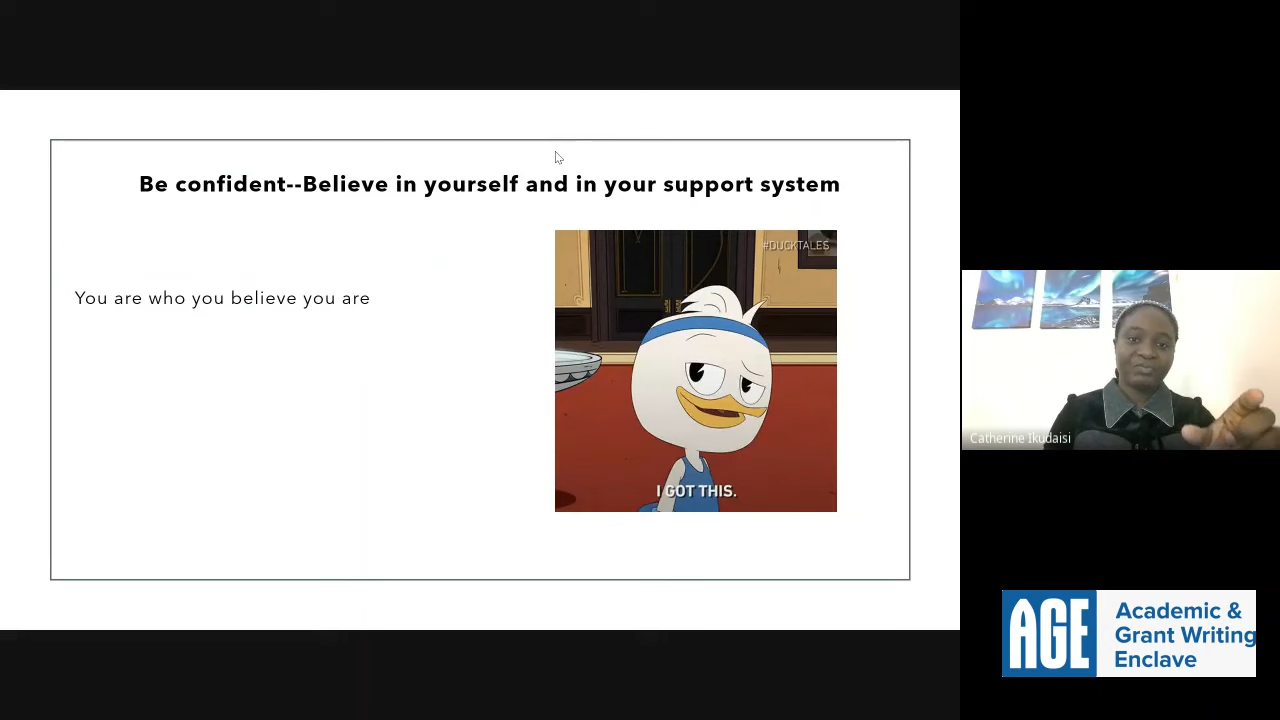 Be confident--Believe in yourself and in your support system
You are who you believe you are
#DUCKTALES
I GOT THIS.
Catherine Ikudaisi
AGE
Academic &
Grant Writing
Enclave